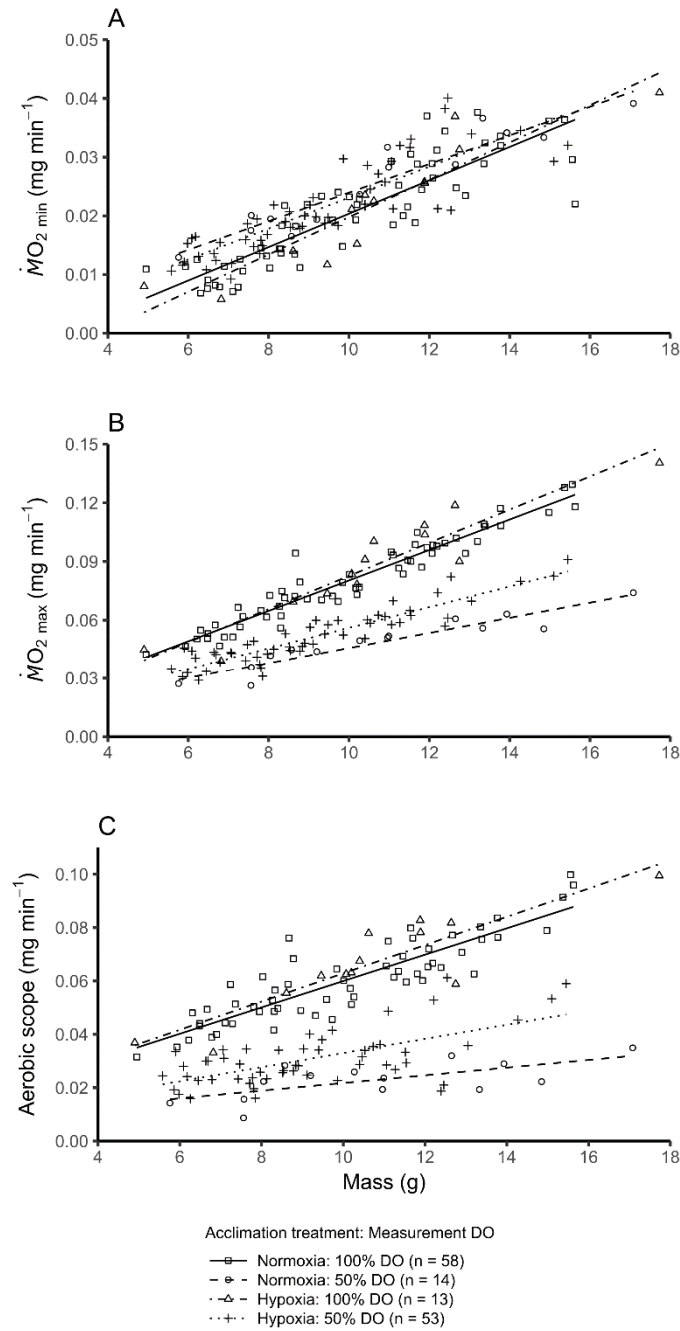 A
0.05
0.04
0.03
0.02
0.01
0.00
ṀO2 min (mg min−1)
4 6 8 10 12 14 16 18
B
0.15
0.12
0.09
0.06
0.03
0.00
ṀO2 max (mg min−1)
4 6 8 10 12 14 16 18
C
0.10
0.08
0.06
0.04
0.02
0.00
Aerobic scope (mg min−1)
4 6 8 10 12 14 16 18
Mass (g)
Acclimation treatment: Measurement DO
Normoxia: 100% DO (n = 58)
Normoxia: 50% DO (n = 14)
Hypoxia: 100% DO (n = 13)
Hypoxia: 50% DO (n = 53)